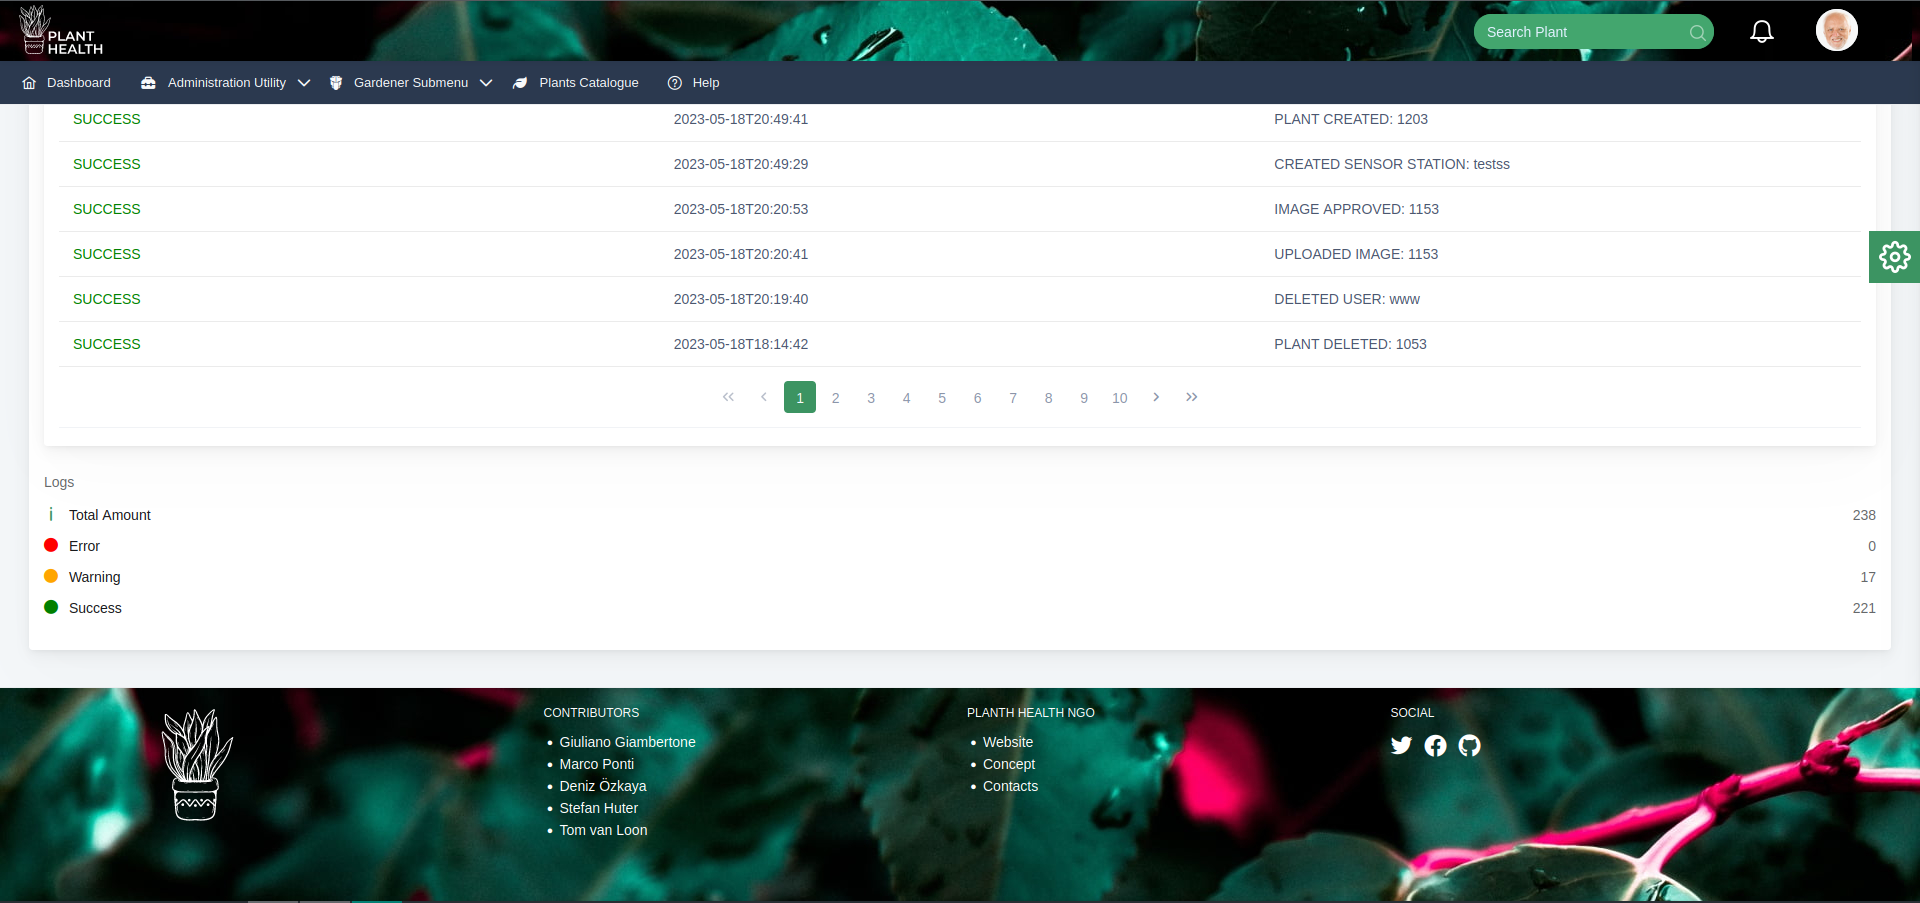 PLANT
HEALTH
Search Plant
Dashboard Administration Utility Gardener Submenu Plants Catalogue Help
SUCCESS 2023-05-18T20:49:41 PLANT CREATED: 1203
SUCCESS 2023-05-18T20:49:29 CREATED SENSOR STATION: testss
SUCCESS 2023-05-18T20:20:53 IMAGE APPROVED: 1153
SUCCESS 2023-05-18T20:20:41 UPLOADED IMAGE: 1153
SUCCESS 2023-05-18T20:19:40 DELETED USER: www
SUCCESS 2023-05-18T18:14:42 PLANT DELETED: 1053
1 2 3 4 5 6 7 8 9 10
Logs
Total Amount 238
Error 0
Warning 17
Success 221
CONTRIBUTORS
Giuliano Giambertone
Marco Ponti
Deniz Özkaya
Stefan Huter
Tom van Loon
PLANTH HEALTH NGO
Website
Concept
Contacts
SOCIAL